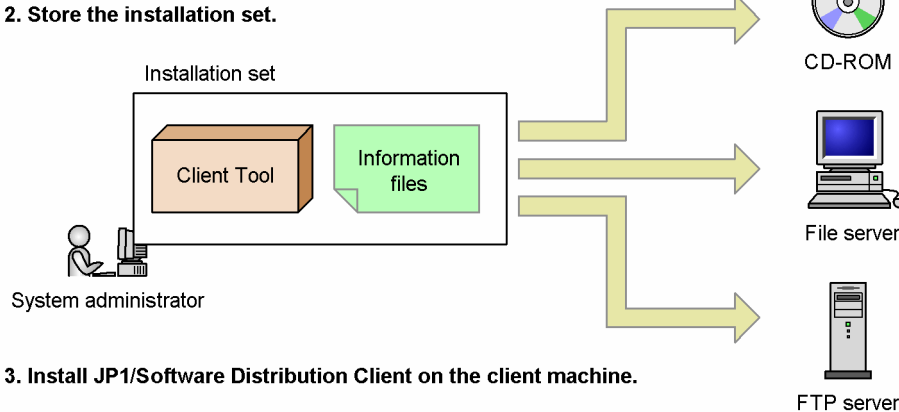 2. Store the installation set.
CD-ROM
Installation set
Client Tool
Information
files
File server
System administrator
3. Install JP1/Software Distribution Client on the client machine.
FTP server